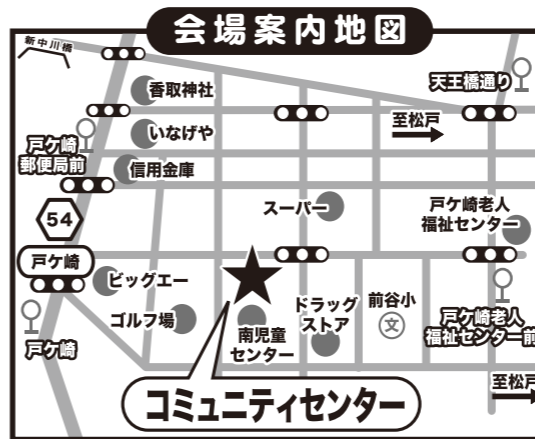 会場案内地図
新中川橋
香取神社
天王橋通り
いなげや
至松戸
戸ケ崎
郵便局前
信用金庫
54
スーパー
戸ケ崎老人
福祉センター
戸ケ崎
ビッグエー
ゴルフ場
南児童
センター
ドラッグ
ストア
前谷小
文
戸ケ崎老人
福祉センター前
戸ケ崎
至松戸
コミュニティセンター